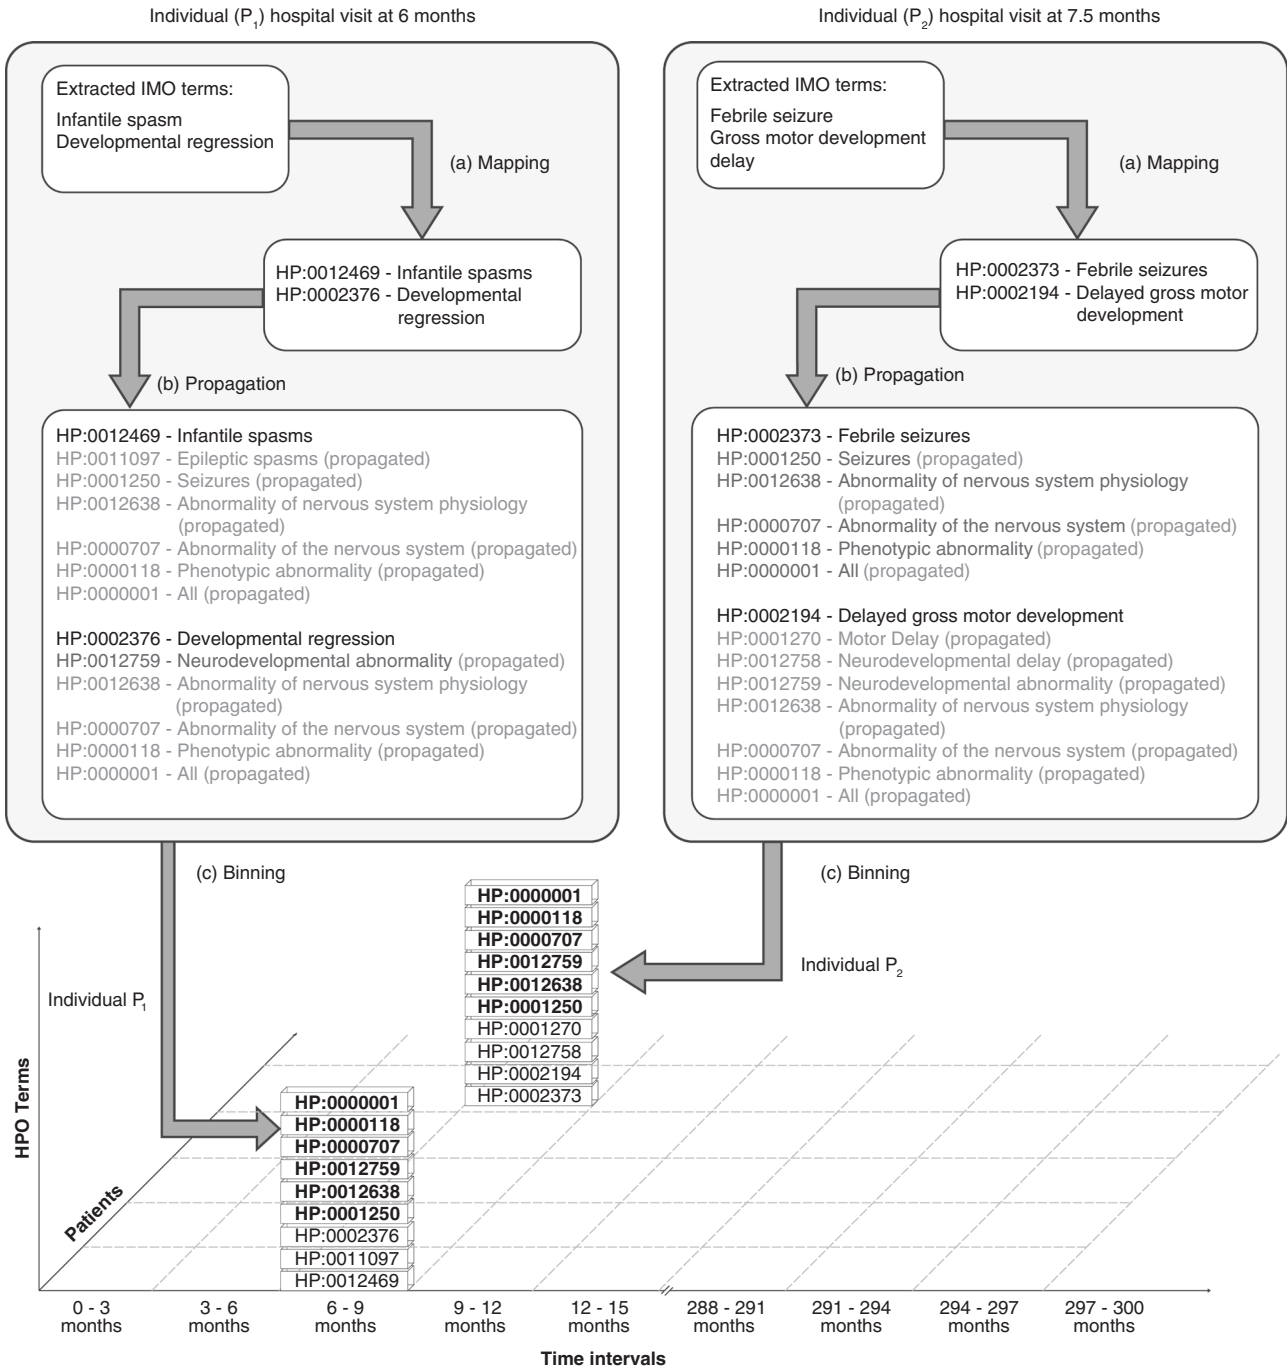 Individual (P1) hospital visit at 6 months
Extracted IMO terms:
Infantile spasm
Developmental regression
(a) Mapping
HP:0012469 - Infantile spasms
HP:0002376 - Developmental
regression
(b) Propagation
HP:0012469 - Infantile spasms
HP:0011097 - Epileptic spasms (propagated)
HP:0001250 - Seizures (propagated)
HP:0012638 - Abnormality of nervous system physiology
(propagated)
HP:0000707 - Abnormality of the nervous system (propagated)
HP:0000118 - Phenotypic abnormality (propagated)
HP:0000001 - All (propagated)
HP:0002376 - Developmental regression
HP:0012759 - Neurodevelopmental abnormality (propagated)
HP:0012638 - Abnormality of nervous system physiology
(propagated)
HP:0000707 - Abnormality of the nervous system (propagated)
HP:0000118 - Phenotypic abnormality (propagated)
HP:0000001 - All (propagated)
(c) Binning
Individual P1
Individual (P2) hospital visit at 7.5 months
Extracted IMO terms:
Febrile seizure
Gross motor development
delay
(a) Mapping
HP:0002373 - Febrile seizures
HP:0002194 - Delayed gross motor
development
(b) Propagation
HP:0002373 - Febrile seizures
HP:0001250 - Seizures (propagated)
HP:0012638 - Abnormality of nervous system physiology
(propagated)
HP:0000707 - Abnormality of the nervous system (propagated)
HP:0000118 - Phenotypic abnormality (propagated)
HP:0000001 - All (propagated)
HP:0002194 - Delayed gross motor development
HP:0001270 - Motor Delay (propagated)
HP:0012758 - Neurodevelopmental delay (propagated)
HP:0012759 - Neurodevelopmental abnormality (propagated)
HP:0012638 - Abnormality of nervous system physiology
(propagated)
HP:0000707 - Abnormality of the nervous system (propagated)
HP:0000118 - Phenotypic abnormality (propagated)
HP:0000001 - All (propagated)
(c) Binning
Individual P2
HP:0000001
HP:0000118
HP:0000707
HP:0012759
HP:0012638
HP:0001250
HP:0001270
HP:0012758
HP:0002194
HP:0002373
HP:0000001
HP:0000118
HP:0000707
HP:0012759
HP:0012638
HP:0001250
HP:0002376
HP:0011097
HP:0012469
HPO Terms
Patients
0 - 3
months
3 - 6
months
6 - 9
months
9 - 12
months
12 - 15
months
288 - 291
months
291 - 294
months
294 - 297
months
297 - 300
months
Time intervals